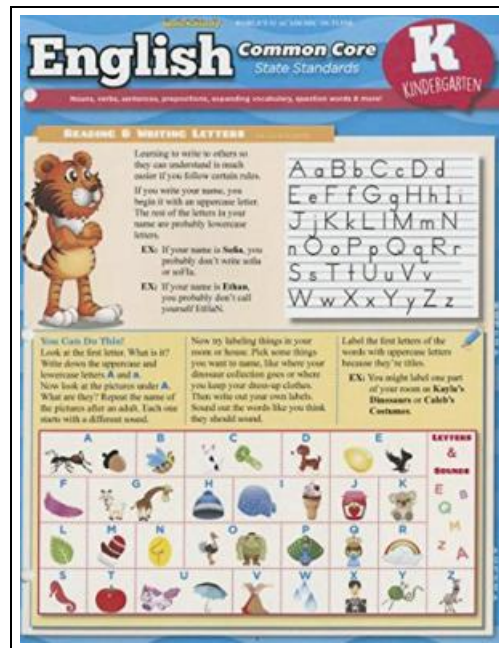 English Common Core
State Standards
K
KINDERGARTEN
Nouns, verbs, sentences, prepositions, expanding vocabulary, question words & more!
READING & WRITING LETTERS
Learning to write to others so
they can understand is much
easier if you follow certain rules.
If you write your name, you
begin it with an uppercase letter.
The rest of the letters in your
name are probably lowercase
letters.
EX: If your name is Sofia, you
probably don't write sofia
or soFIa.
EX: If your name is Ethan,
you probably don't call
yourself EtHaN.
AaBbCcDd
EeFfGgHhIi
JjKkLlMmN
nOoPpQqRr
SsTtUuVv
WwXxYyZz
You Can Do This!
Look at the first letter. What is it?
Write down the uppercase and
lowercase letters A and a.
Now look at the pictures under A.
What are they? Repeat the name of
the pictures after an adult. Each one
starts with a different sound.
Now try labeling things in your
room or house. Pick some things
you want to name, like where your
dinosaur collection goes or where
you keep your dress-up clothes.
Then write out your own labels.
Sound out the words like you think
they should sound.
Label the first letters of the
words with uppercase letters
because they're titles.
EX: You might label one part
of your room as Kayla's
Dinosaurs or Caleb's
Costumes.
A B C D E
LETTERS
&
SOUNDS
F G H I J K
E B
Q
M
Z A
L M N O P Q R
S T U V W X Y Z